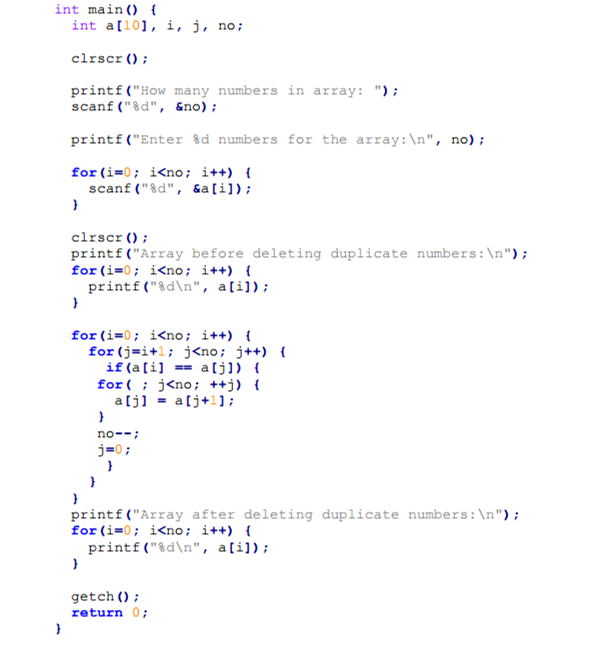 int main() {
int a[10], i, j, no;
clrscr();
printf("How many numbers in array: ");
scanf("%d", &no);
printf("Enter %d numbers for the array:\n", no);
for(i=0; i<no; i++) {
scanf("%d", &a[i]);
}
clrscr();
printf("Array before deleting duplicate numbers:\n");
for(i=0; i<no; i++) {
printf("%d\n", a[i]);
}
for(i=0; i<no; i++) {
for(j=i+1; j<no; j++) {
if(a[i] == a[j]) {
for( ; j<no; ++j) {
a[j] = a[j+1];
}
no--;
j=0;
}
}
}
printf("Array after deleting duplicate numbers:\n");
for(i=0; i<no; i++) {
printf("%d\n", a[i]);
}
getch();
return 0;
}